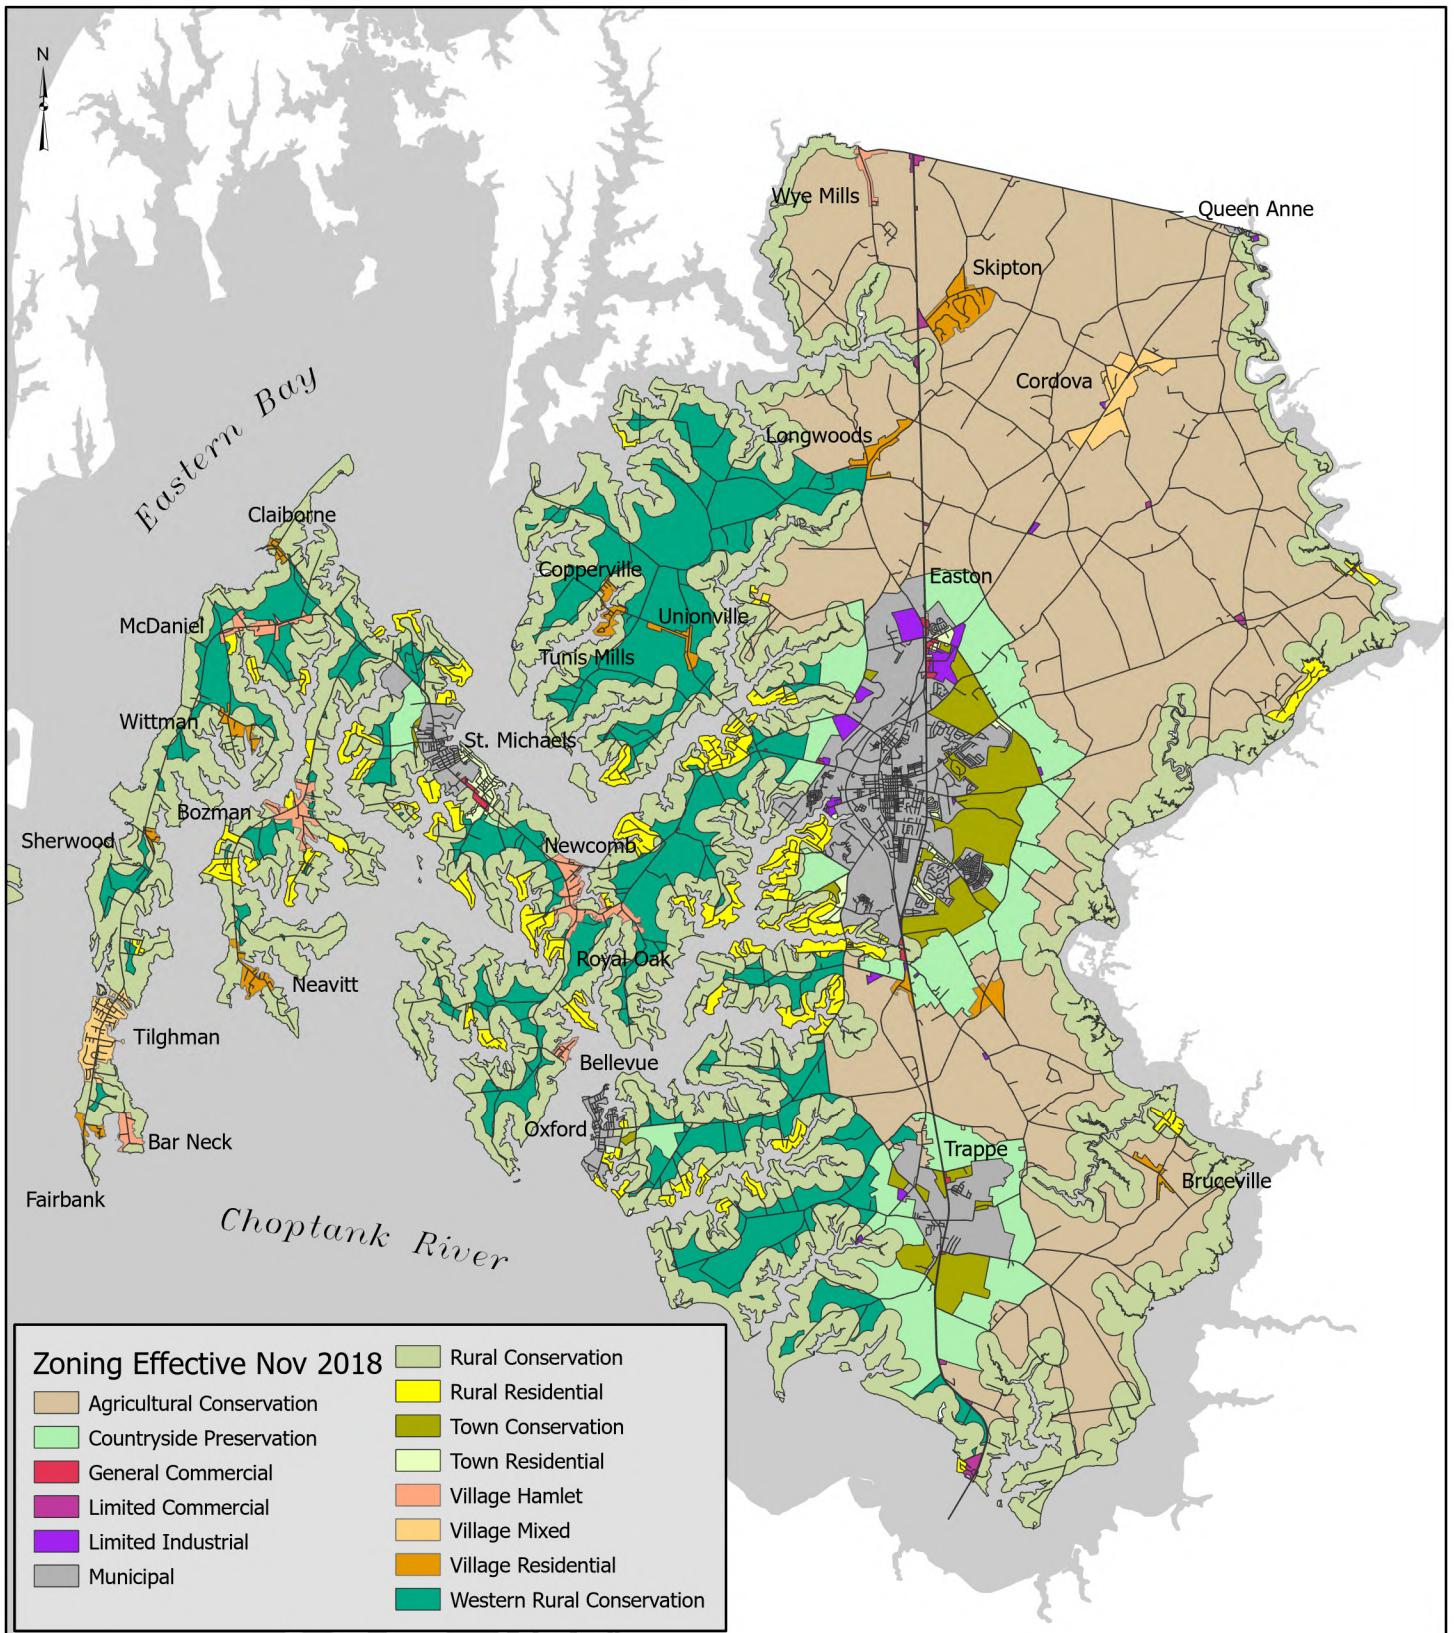 N
Wye Mills
Queen Anne
Skipton
Cordova
Eastern Bay
Longwoods
Claiborne
Copperville
Easton
McDaniel
Unionville
Tunis Mills
Wittman
St. Michaels
Bozman
Sherwood
Newcomb
Royal Oak
Neavitt
Tilghman
Bellevue
Oxford
Bar Neck
Trappe
Bruceville
Fairbank
Choptank River
Zoning Effective Nov 2018
Agricultural Conservation
Countryside Preservation
General Commercial
Limited Commercial
Limited Industrial
Municipal
Rural Conservation
Rural Residential
Town Conservation
Town Residential
Village Hamlet
Village Mixed
Village Residential
Western Rural Conservation